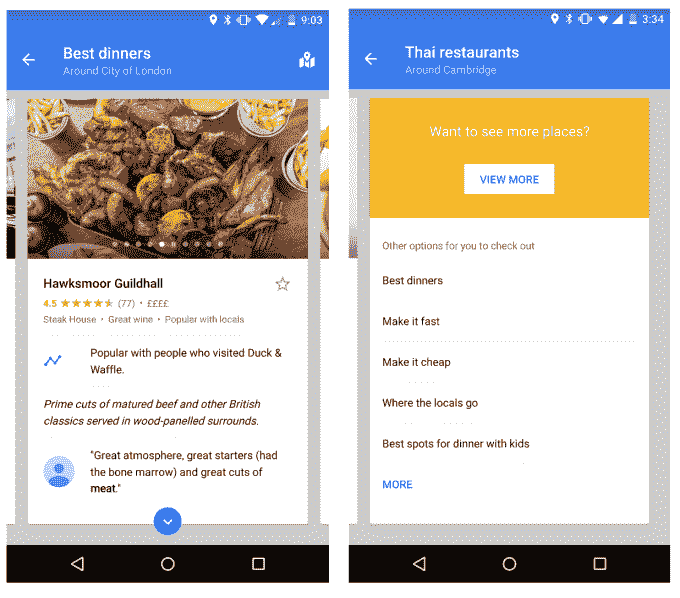 9:03
Best dinners
Around City of London
Hawksmoor Guildhall
4.5 ★★★★★ (77) • ££££
Steak House • Great wine • Popular with locals
Popular with people who visited Duck &
Waffle.
Prime cuts of matured beef and other British
classics served in wood-panelled surrounds.
"Great atmosphere, great starters (had
the bone marrow) and great cuts of
meat."
3:34
Thai restaurants
Around Cambridge
Want to see more places?
VIEW MORE
Other options for you to check out
Best dinners
Make it fast
Make it cheap
Where the locals go
Best spots for dinner with kids
MORE